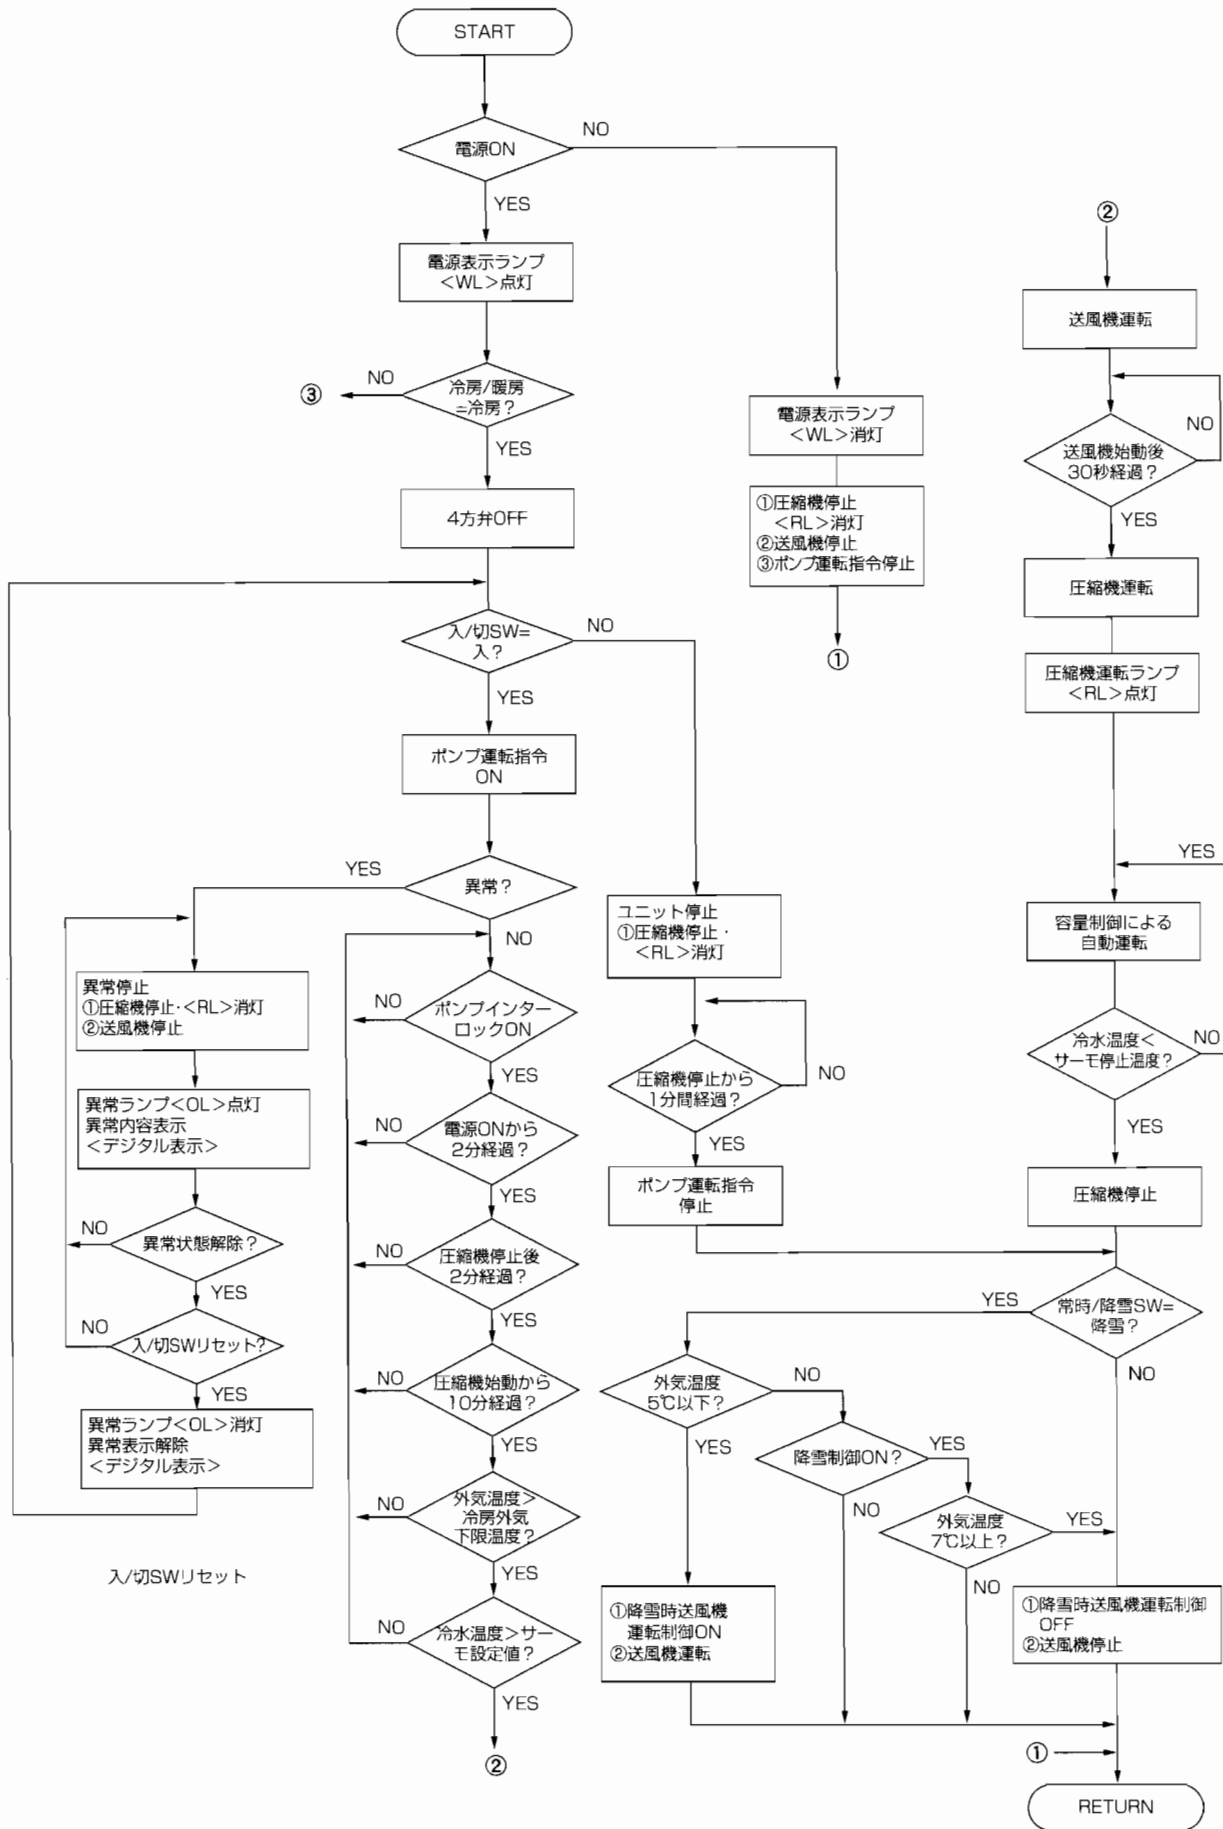 START
電源ON
NO
YES
電源表示ランプ
<WL>点灯
冷房/暖房
=冷房?
NO
③
YES
4方弁OFF
入/切SW=
入?
NO
YES
ポンプ運転指令
ON
異常?
YES
NO
異常停止
①圧縮機停止・<RL>消灯
②送風機停止
異常ランプ<OL>点灯
異常内容表示
<デジタル表示>
異常状態解除?
NO
YES
入/切SWリセット?
NO
YES
異常ランプ<OL>消灯
異常表示解除
<デジタル表示>
入/切SWリセット
ポンプインター
ロックON
NO
YES
電源ONから
2分経過?
NO
YES
圧縮機停止後
2分経過?
NO
YES
圧縮機始動から
10分経過?
NO
YES
外気温度>
冷房外気
下限温度?
NO
YES
冷水温度>サー
モ設定値?
NO
YES
②
電源表示ランプ
<WL>消灯
①圧縮機停止
<RL>消灯
②送風機停止
③ポンプ運転指令停止
①
ユニット停止
①圧縮機停止・
<RL>消灯
圧縮機停止から
1分間経過?
NO
YES
ポンプ運転指令
停止
②
送風機運転
送風機始動後
30秒経過?
NO
YES
圧縮機運転
圧縮機運転ランプ
<RL>点灯
YES
容量制御による
自動運転
冷水温度<
サーモ停止温度?
NO
YES
圧縮機停止
常時/降雪SW=
降雪?
YES
NO
外気温度
5℃以下?
NO
YES
降雪制御ON?
YES
NO
外気温度
7℃以上?
YES
NO
①降雪時送風機
運転制御ON
②送風機運転
①降雪時送風機運転制御
OFF
②送風機停止
①
RETURN